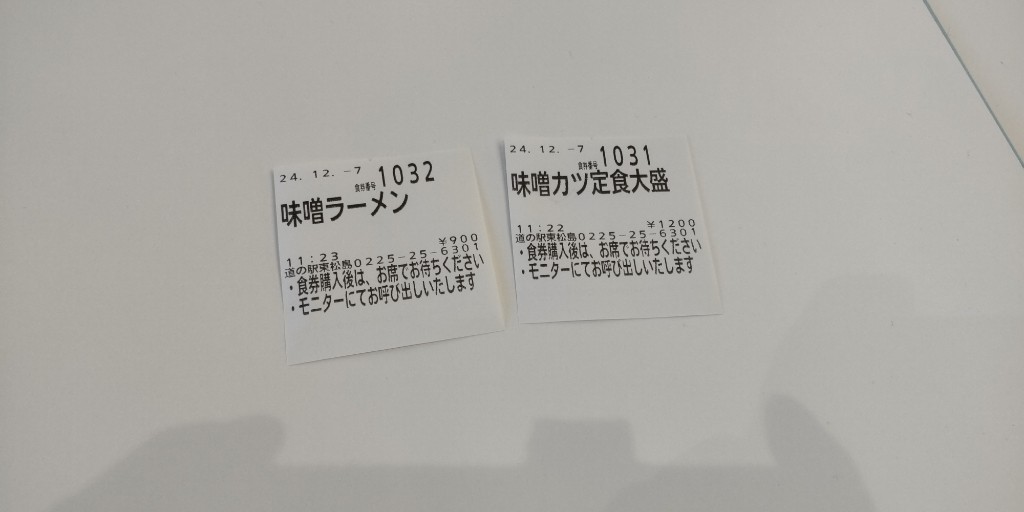 24. 12. -7
食券番号 1032
味噌ラーメン
¥900
11:23
道の駅東松島0225-25-6301
・食券購入後は、お席でお待ちください
・モニターにてお呼び出しいたします
24. 12. -7
食券番号 1031
味噌カツ定食大盛
11:22 ¥1200
道の駅東松島0225-25-6301
・食券購入後は、お席でお待ちください
・モニターにてお呼び出しいたします